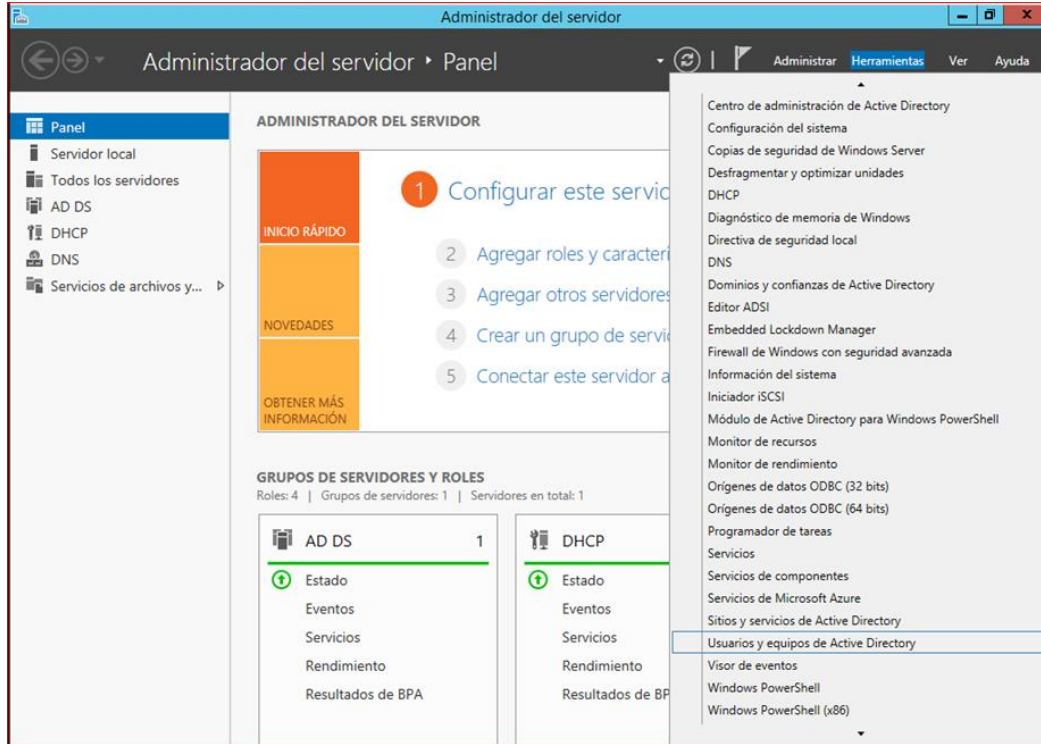 Administrador del servidor
Administrador del servidor ‣ Panel
Administrar Herramientas Ver Ayuda
Panel
Servidor local
Todos los servidores
AD DS
DHCP
DNS
Servicios de archivos y...
ADMINISTRADOR DEL SERVIDOR
INICIO RÁPIDO
NOVEDADES
OBTENER MÁS
INFORMACIÓN
1 Configurar este servid
2 Agregar roles y caracterí
3 Agregar otros servidores
4 Crear un grupo de servid
5 Conectar este servidor a
GRUPOS DE SERVIDORES Y ROLES
Roles: 4 | Grupos de servidores: 1 | Servidores en total: 1
AD DS 1
Estado
Eventos
Servicios
Rendimiento
Resultados de BPA
DHCP
Estado
Eventos
Servicios
Rendimiento
Resultados de BP
Centro de administración de Active Directory
Configuración del sistema
Copias de seguridad de Windows Server
Desfragmentar y optimizar unidades
DHCP
Diagnóstico de memoria de Windows
Directiva de seguridad local
DNS
Dominios y confianzas de Active Directory
Editor ADSI
Embedded Lockdown Manager
Firewall de Windows con seguridad avanzada
Información del sistema
Iniciador iSCSI
Módulo de Active Directory para Windows PowerShell
Monitor de recursos
Monitor de rendimiento
Orígenes de datos ODBC (32 bits)
Orígenes de datos ODBC (64 bits)
Programador de tareas
Servicios
Servicios de componentes
Servicios de Microsoft Azure
Sitios y servicios de Active Directory
Usuarios y equipos de Active Directory
Visor de eventos
Windows PowerShell
Windows PowerShell (x86)